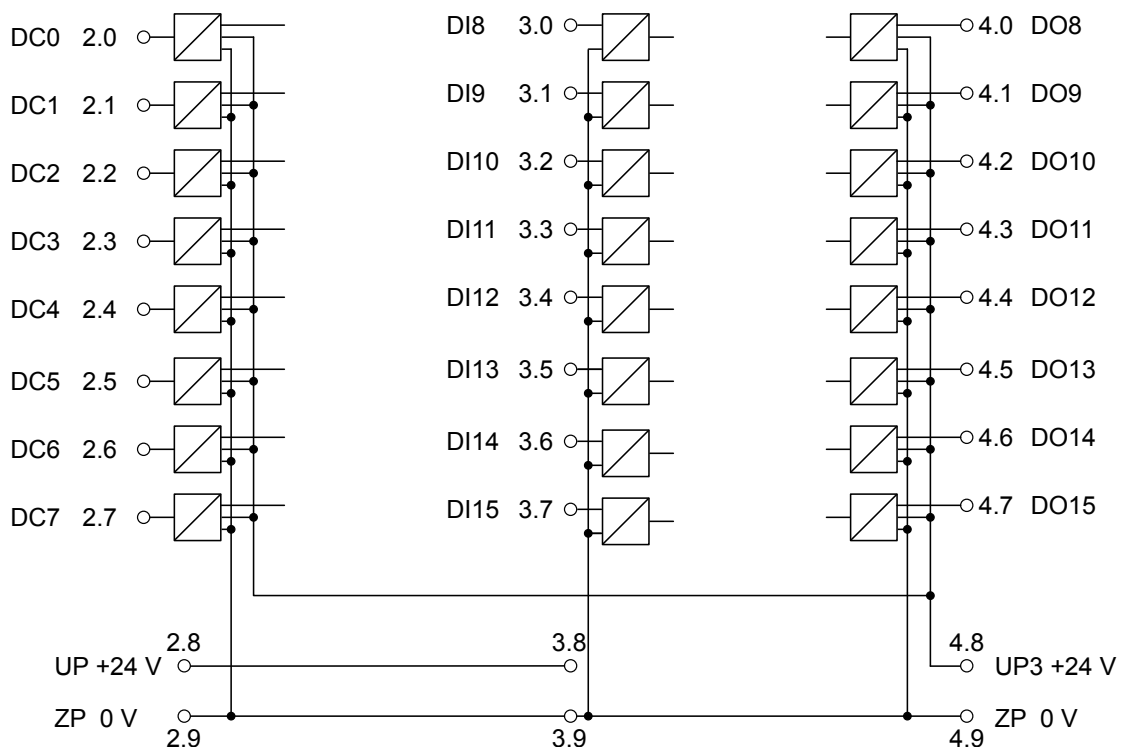 DC0 2.0 DI8 3.0 4.0 DO8
DC1 2.1 DI9 3.1 4.1 DO9
DC2 2.2 DI10 3.2 4.2 DO10
DC3 2.3 DI11 3.3 4.3 DO11
DC4 2.4 DI12 3.4 4.4 DO12
DC5 2.5 DI13 3.5 4.5 DO13
DC6 2.6 DI14 3.6 4.6 DO14
DC7 2.7 DI15 3.7 4.7 DO15
2.8 3.8 4.8
UP +24 V UP3 +24 V
ZP 0 V ZP 0 V
2.9 3.9 4.9